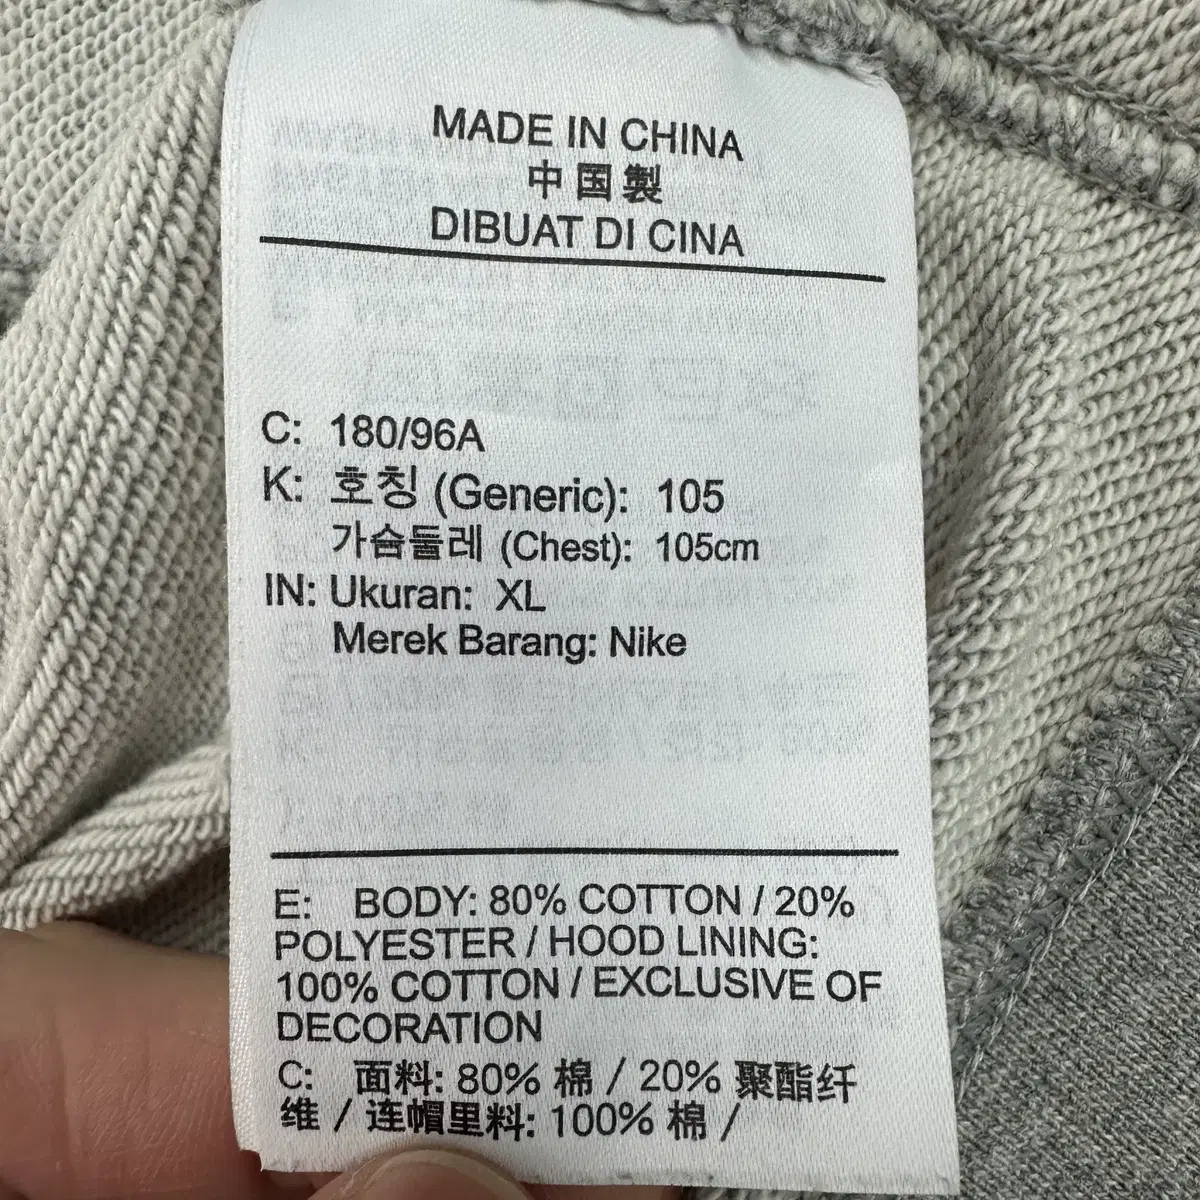 MADE IN CHINA
中国製
DIBUAT DI CINA
C: 180/96A
K: 호칭 (Generic): 105
가슴둘레 (Chest): 105cm
IN: Ukuran: XL
Merek Barang: Nike
E: BODY: 80% COTTON / 20%
POLYESTER / HOOD LINING:
100% COTTON / EXCLUSIVE OF
DECORATION
C: 面料: 80% 棉 / 20% 聚酯纤
维 / 连帽里料: 100% 棉 /